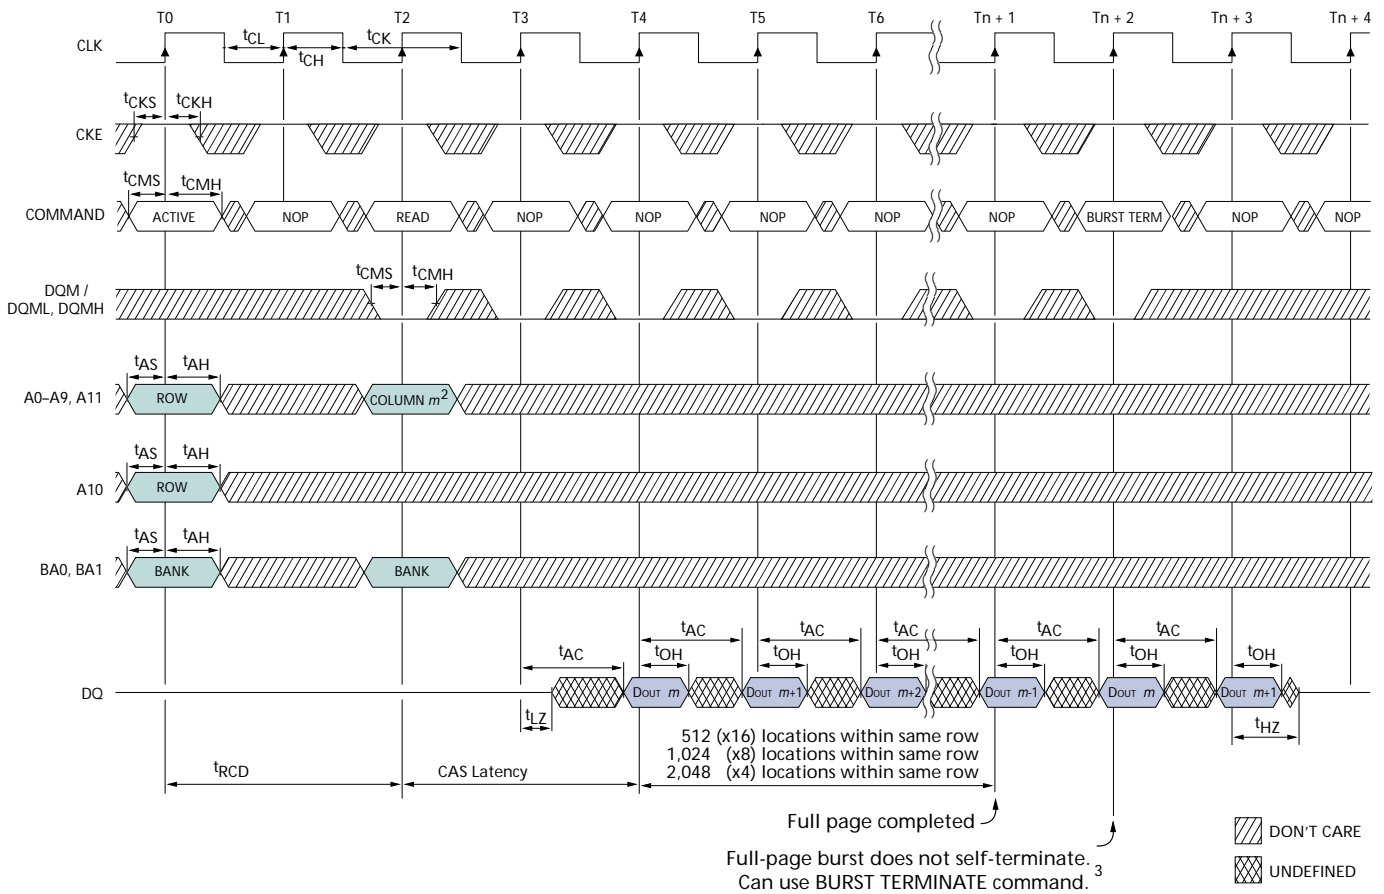 T0 T1 T2 T3 T4 T5 T6 Tn + 1 Tn + 2 Tn + 3 Tn + 4
CLK
tCL tCK
tCH
tCKS tCKH
CKE
tCMS tCMH
COMMAND ACTIVE NOP READ NOP NOP NOP NOP NOP BURST TERM NOP NOP
tCMS tCMH
DQM /
DQML, DQMH
tAS tAH
A0–A9, A11 ROW COLUMN m2
tAS tAH
A10 ROW
tAS tAH
BA0, BA1 BANK BANK
tAC tAC tAC tAC tAC
tAC tOH tOH tOH tOH tOH tOH
DQ DOUT m DOUT m+1 DOUT m+2 DOUT m-1 DOUT m DOUT m+1
tLZ tHZ
512 (x16) locations within same row
1,024 (x8) locations within same row
2,048 (x4) locations within same row
tRCD CAS Latency
Full page completed
Full-page burst does not self-terminate. 3
Can use BURST TERMINATE command.
DON'T CARE
UNDEFINED